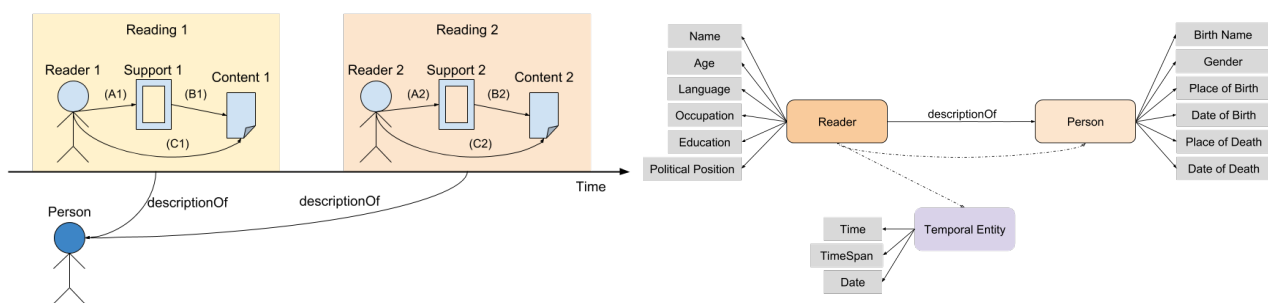 Reading 1
Reader 1
Support 1
Content 1
(A1)
(B1)
(C1)
Reading 2
Reader 2
Support 2
Content 2
(A2)
(B2)
(C2)
Time
descriptionOf
descriptionOf
Person
Name
Age
Language
Occupation
Education
Political Position
Reader
descriptionOf
Person
Birth Name
Gender
Place of Birth
Date of Birth
Place of Death
Date of Death
Temporal Entity
Time
TimeSpan
Date